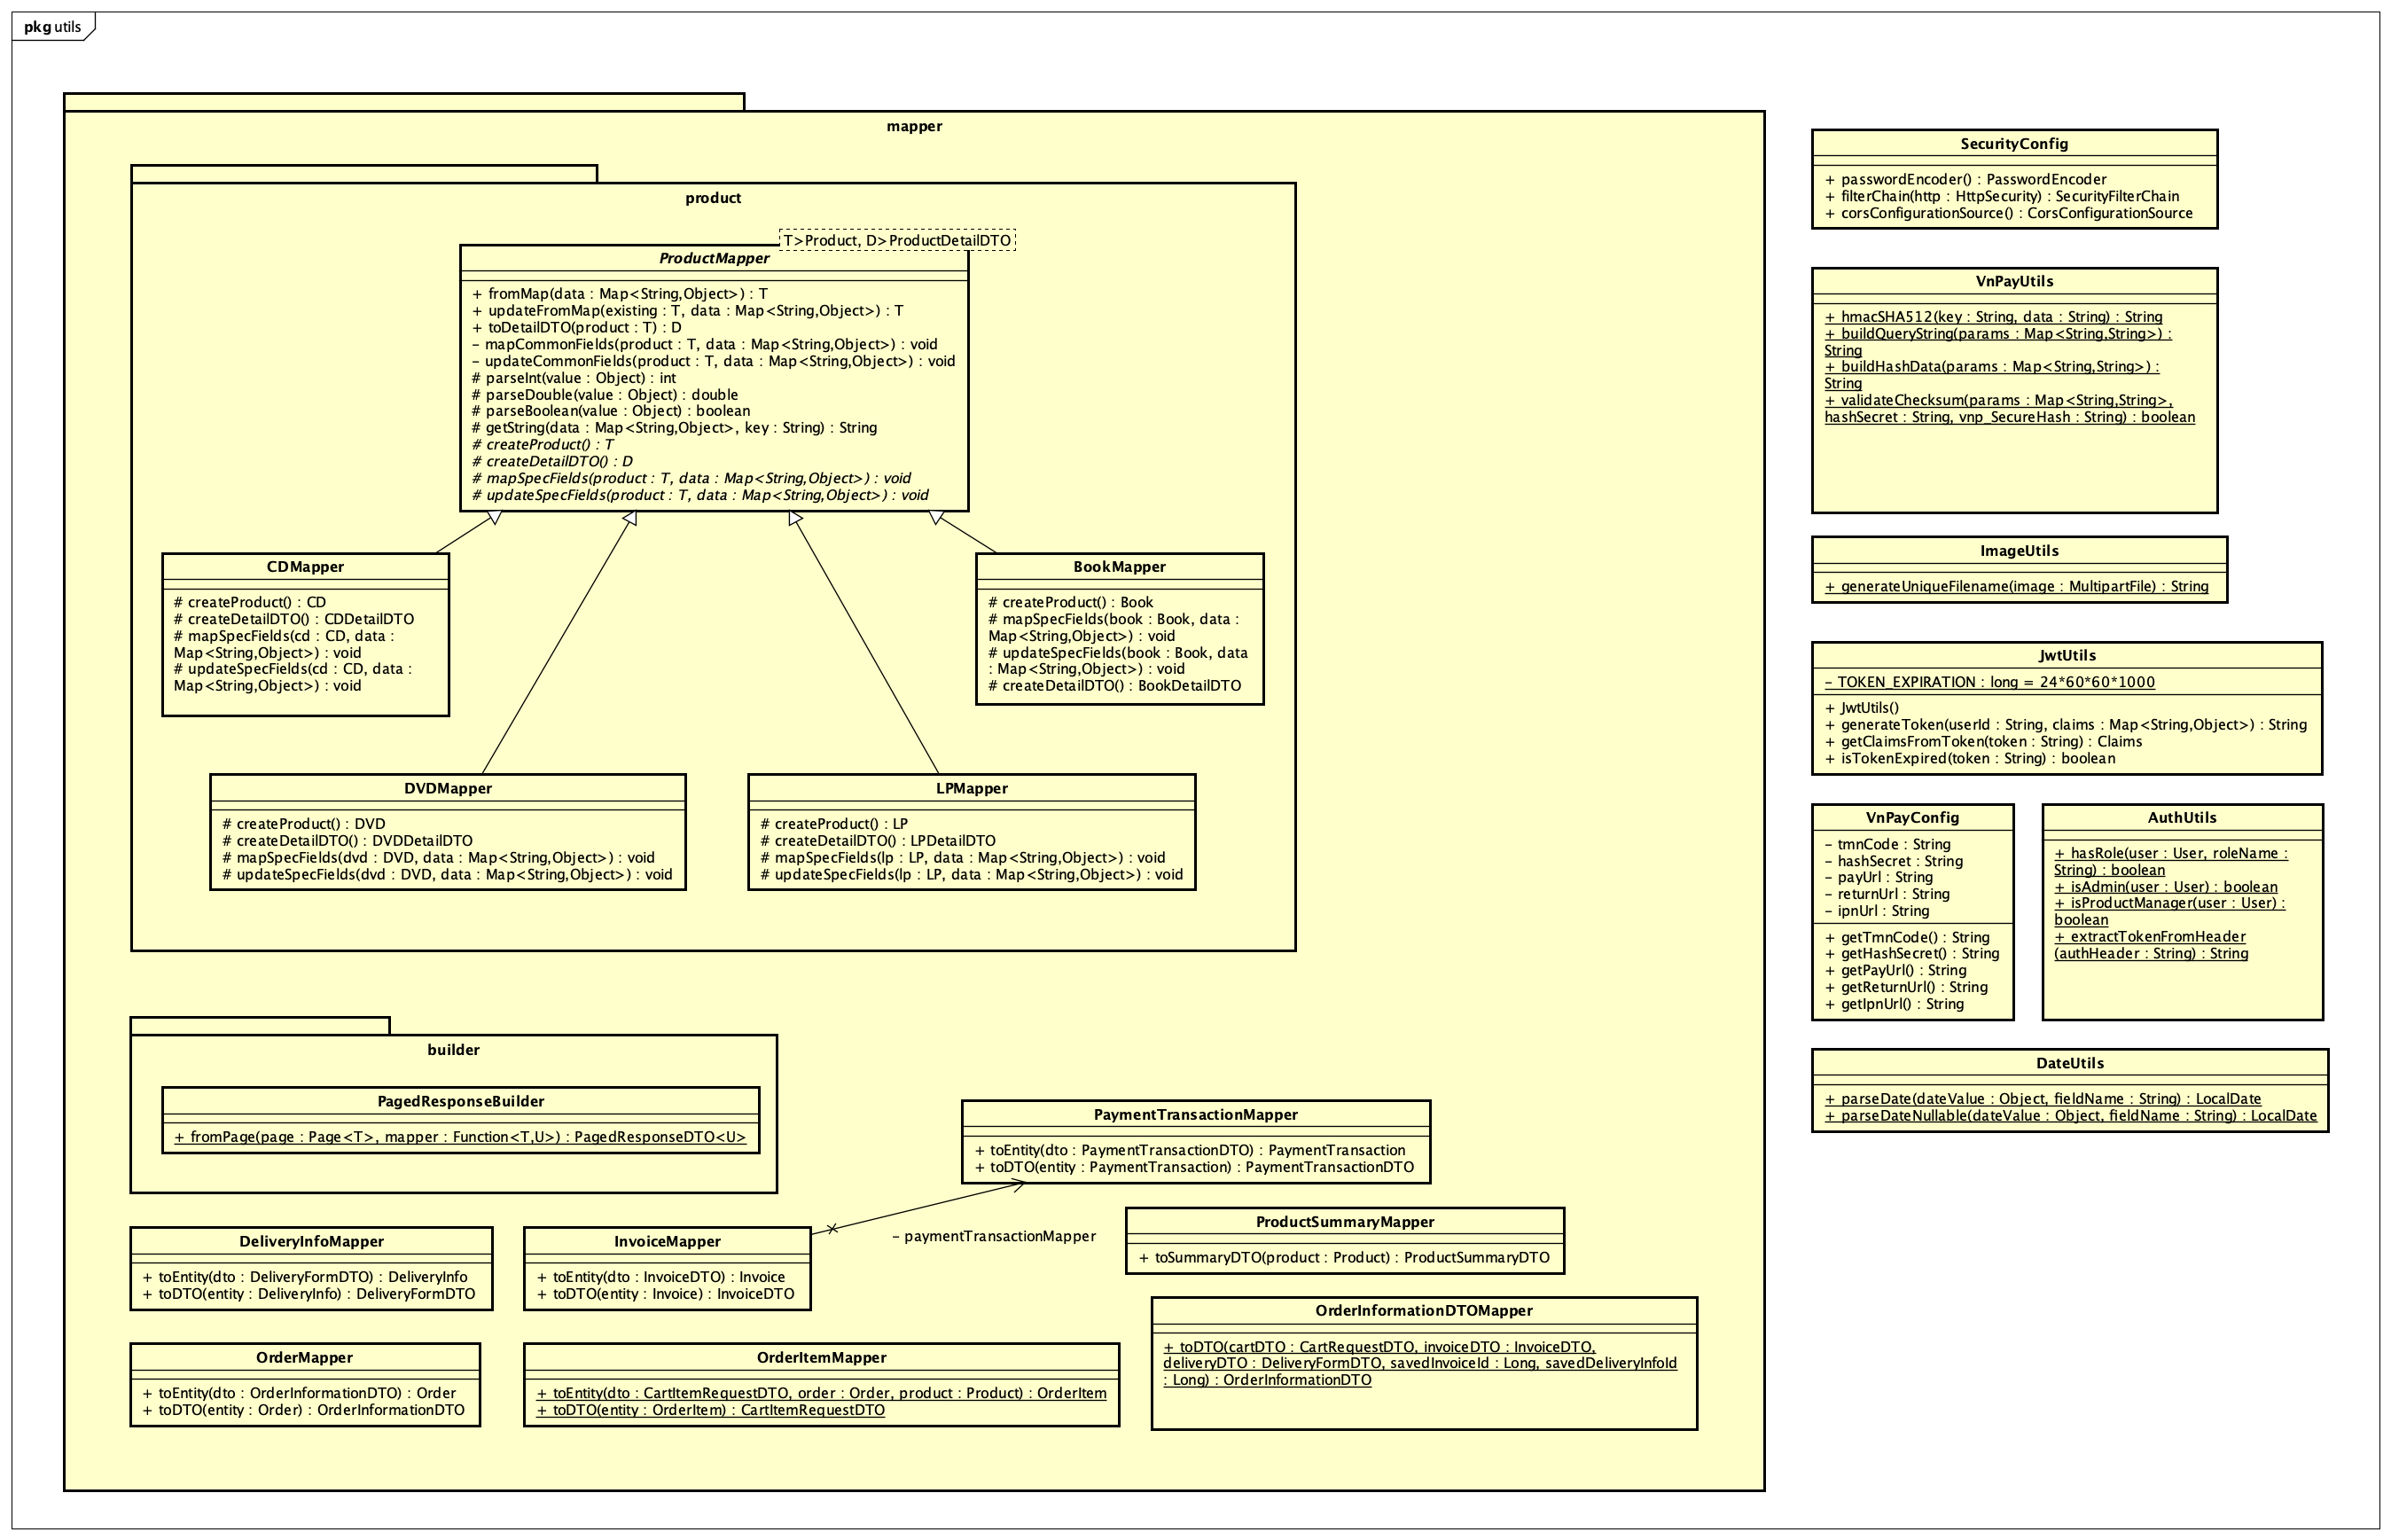 pkg utils
mapper
product
T>Product, D>ProductDetailDTO
ProductMapper
+ fromMap(data : Map<String,Object>) : T
+ updateFromMap(existing : T, data : Map<String,Object>) : T
+ toDetailDTO(product : T) : D
- mapCommonFields(product : T, data : Map<String,Object>) : void
- updateCommonFields(product : T, data : Map<String,Object>) : void
# parseInt(value : Object) : int
# parseDouble(value : Object) : double
# parseBoolean(value : Object) : boolean
# getString(data : Map<String,Object>, key : String) : String
# createProduct() : T
# createDetailDTO() : D
# mapSpecFields(product : T, data : Map<String,Object>) : void
# updateSpecFields(product : T, data : Map<String,Object>) : void
CDMapper
# createProduct() : CD
# createDetailDTO() : CDDetailDTO
# mapSpecFields(cd : CD, data :
Map<String,Object>) : void
# updateSpecFields(cd : CD, data :
Map<String,Object>) : void
BookMapper
# createProduct() : Book
# mapSpecFields(book : Book, data :
Map<String,Object>) : void
# updateSpecFields(book : Book, data
: Map<String,Object>) : void
# createDetailDTO() : BookDetailDTO
DVDMapper
# createProduct() : DVD
# createDetailDTO() : DVDDetailDTO
# mapSpecFields(dvd : DVD, data : Map<String,Object>) : void
# updateSpecFields(dvd : DVD, data : Map<String,Object>) : void
LPMapper
# createProduct() : LP
# createDetailDTO() : LPDetailDTO
# mapSpecFields(lp : LP, data : Map<String,Object>) : void
# updateSpecFields(lp : LP, data : Map<String,Object>) : void
builder
PagedResponseBuilder
+ fromPage(page : Page<T>, mapper : Function<T,U>) : PagedResponseDTO<U>
PaymentTransactionMapper
+ toEntity(dto : PaymentTransactionDTO) : PaymentTransaction
+ toDTO(entity : PaymentTransaction) : PaymentTransactionDTO
- paymentTransactionMapper
DeliveryInfoMapper
+ toEntity(dto : DeliveryFormDTO) : DeliveryInfo
+ toDTO(entity : DeliveryInfo) : DeliveryFormDTO
InvoiceMapper
+ toEntity(dto : InvoiceDTO) : Invoice
+ toDTO(entity : Invoice) : InvoiceDTO
ProductSummaryMapper
+ toSummaryDTO(product : Product) : ProductSummaryDTO
OrderMapper
+ toEntity(dto : OrderInformationDTO) : Order
+ toDTO(entity : Order) : OrderInformationDTO
OrderItemMapper
+ toEntity(dto : CartItemRequestDTO, order : Order, product : Product) : OrderItem
+ toDTO(entity : OrderItem) : CartItemRequestDTO
OrderInformationDTOMapper
+ toDTO(cartDTO : CartRequestDTO, invoiceDTO : InvoiceDTO,
deliveryDTO : DeliveryFormDTO, savedInvoiceId : Long, savedDeliveryInfoId
: Long) : OrderInformationDTO
SecurityConfig
+ passwordEncoder() : PasswordEncoder
+ filterChain(http : HttpSecurity) : SecurityFilterChain
+ corsConfigurationSource() : CorsConfigurationSource
VnPayUtils
+ hmacSHA512(key : String, data : String) : String
+ buildQueryString(params : Map<String,String>) :
String
+ buildHashData(params : Map<String,String>) :
String
+ validateChecksum(params : Map<String,String>,
hashSecret : String, vnp_SecureHash : String) : boolean
ImageUtils
+ generateUniqueFilename(image : MultipartFile) : String
JwtUtils
- TOKEN_EXPIRATION : long = 24*60*60*1000
+ JwtUtils()
+ generateToken(userId : String, claims : Map<String,Object>) : String
+ getClaimsFromToken(token : String) : Claims
+ isTokenExpired(token : String) : boolean
VnPayConfig
- tmnCode : String
- hashSecret : String
- payUrl : String
- returnUrl : String
- ipnUrl : String
+ getTmnCode() : String
+ getHashSecret() : String
+ getPayUrl() : String
+ getReturnUrl() : String
+ getIpnUrl() : String
AuthUtils
+ hasRole(user : User, roleName :
String) : boolean
+ isAdmin(user : User) : boolean
+ isProductManager(user : User) :
boolean
+ extractTokenFromHeader
(authHeader : String) : String
DateUtils
+ parseDate(dateValue : Object, fieldName : String) : LocalDate
+ parseDateNullable(dateValue : Object, fieldName : String) : LocalDate